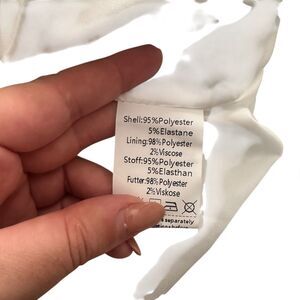 Shell:95%Polyester
5%Elastane
Lining:98%Polyester
2%Viscose
Stoff:95%Polyester
5%Elasthan
Futter:98%Polyester
2%Viskose
separately